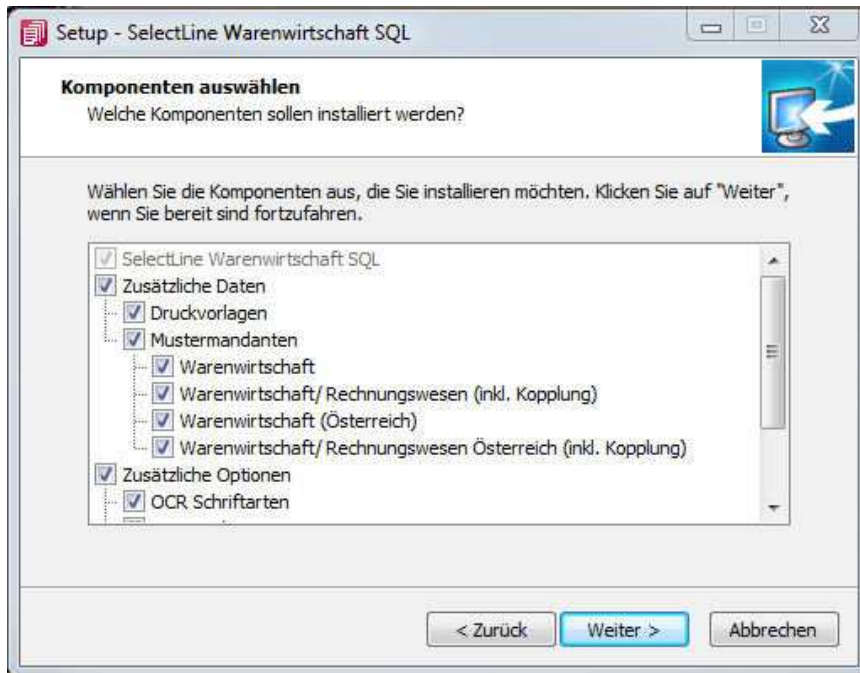 Setup - SelectLine Warenwirtschaft SQL
Komponenten auswählen
Welche Komponenten sollen installiert werden?
Wählen Sie die Komponenten aus, die Sie installieren möchten. Klicken Sie auf "Weiter",
wenn Sie bereit sind fortzufahren.
SelectLine Warenwirtschaft SQL
Zusätzliche Daten
Druckvorlagen
Mustermandanten
Warenwirtschaft
Warenwirtschaft/Rechnungswesen (inkl. Kopplung)
Warenwirtschaft (Österreich)
Warenwirtschaft/Rechnungswesen Österreich (inkl. Kopplung)
Zusätzliche Optionen
OCR Schriftarten
< Zurück
Weiter >
Abbrechen